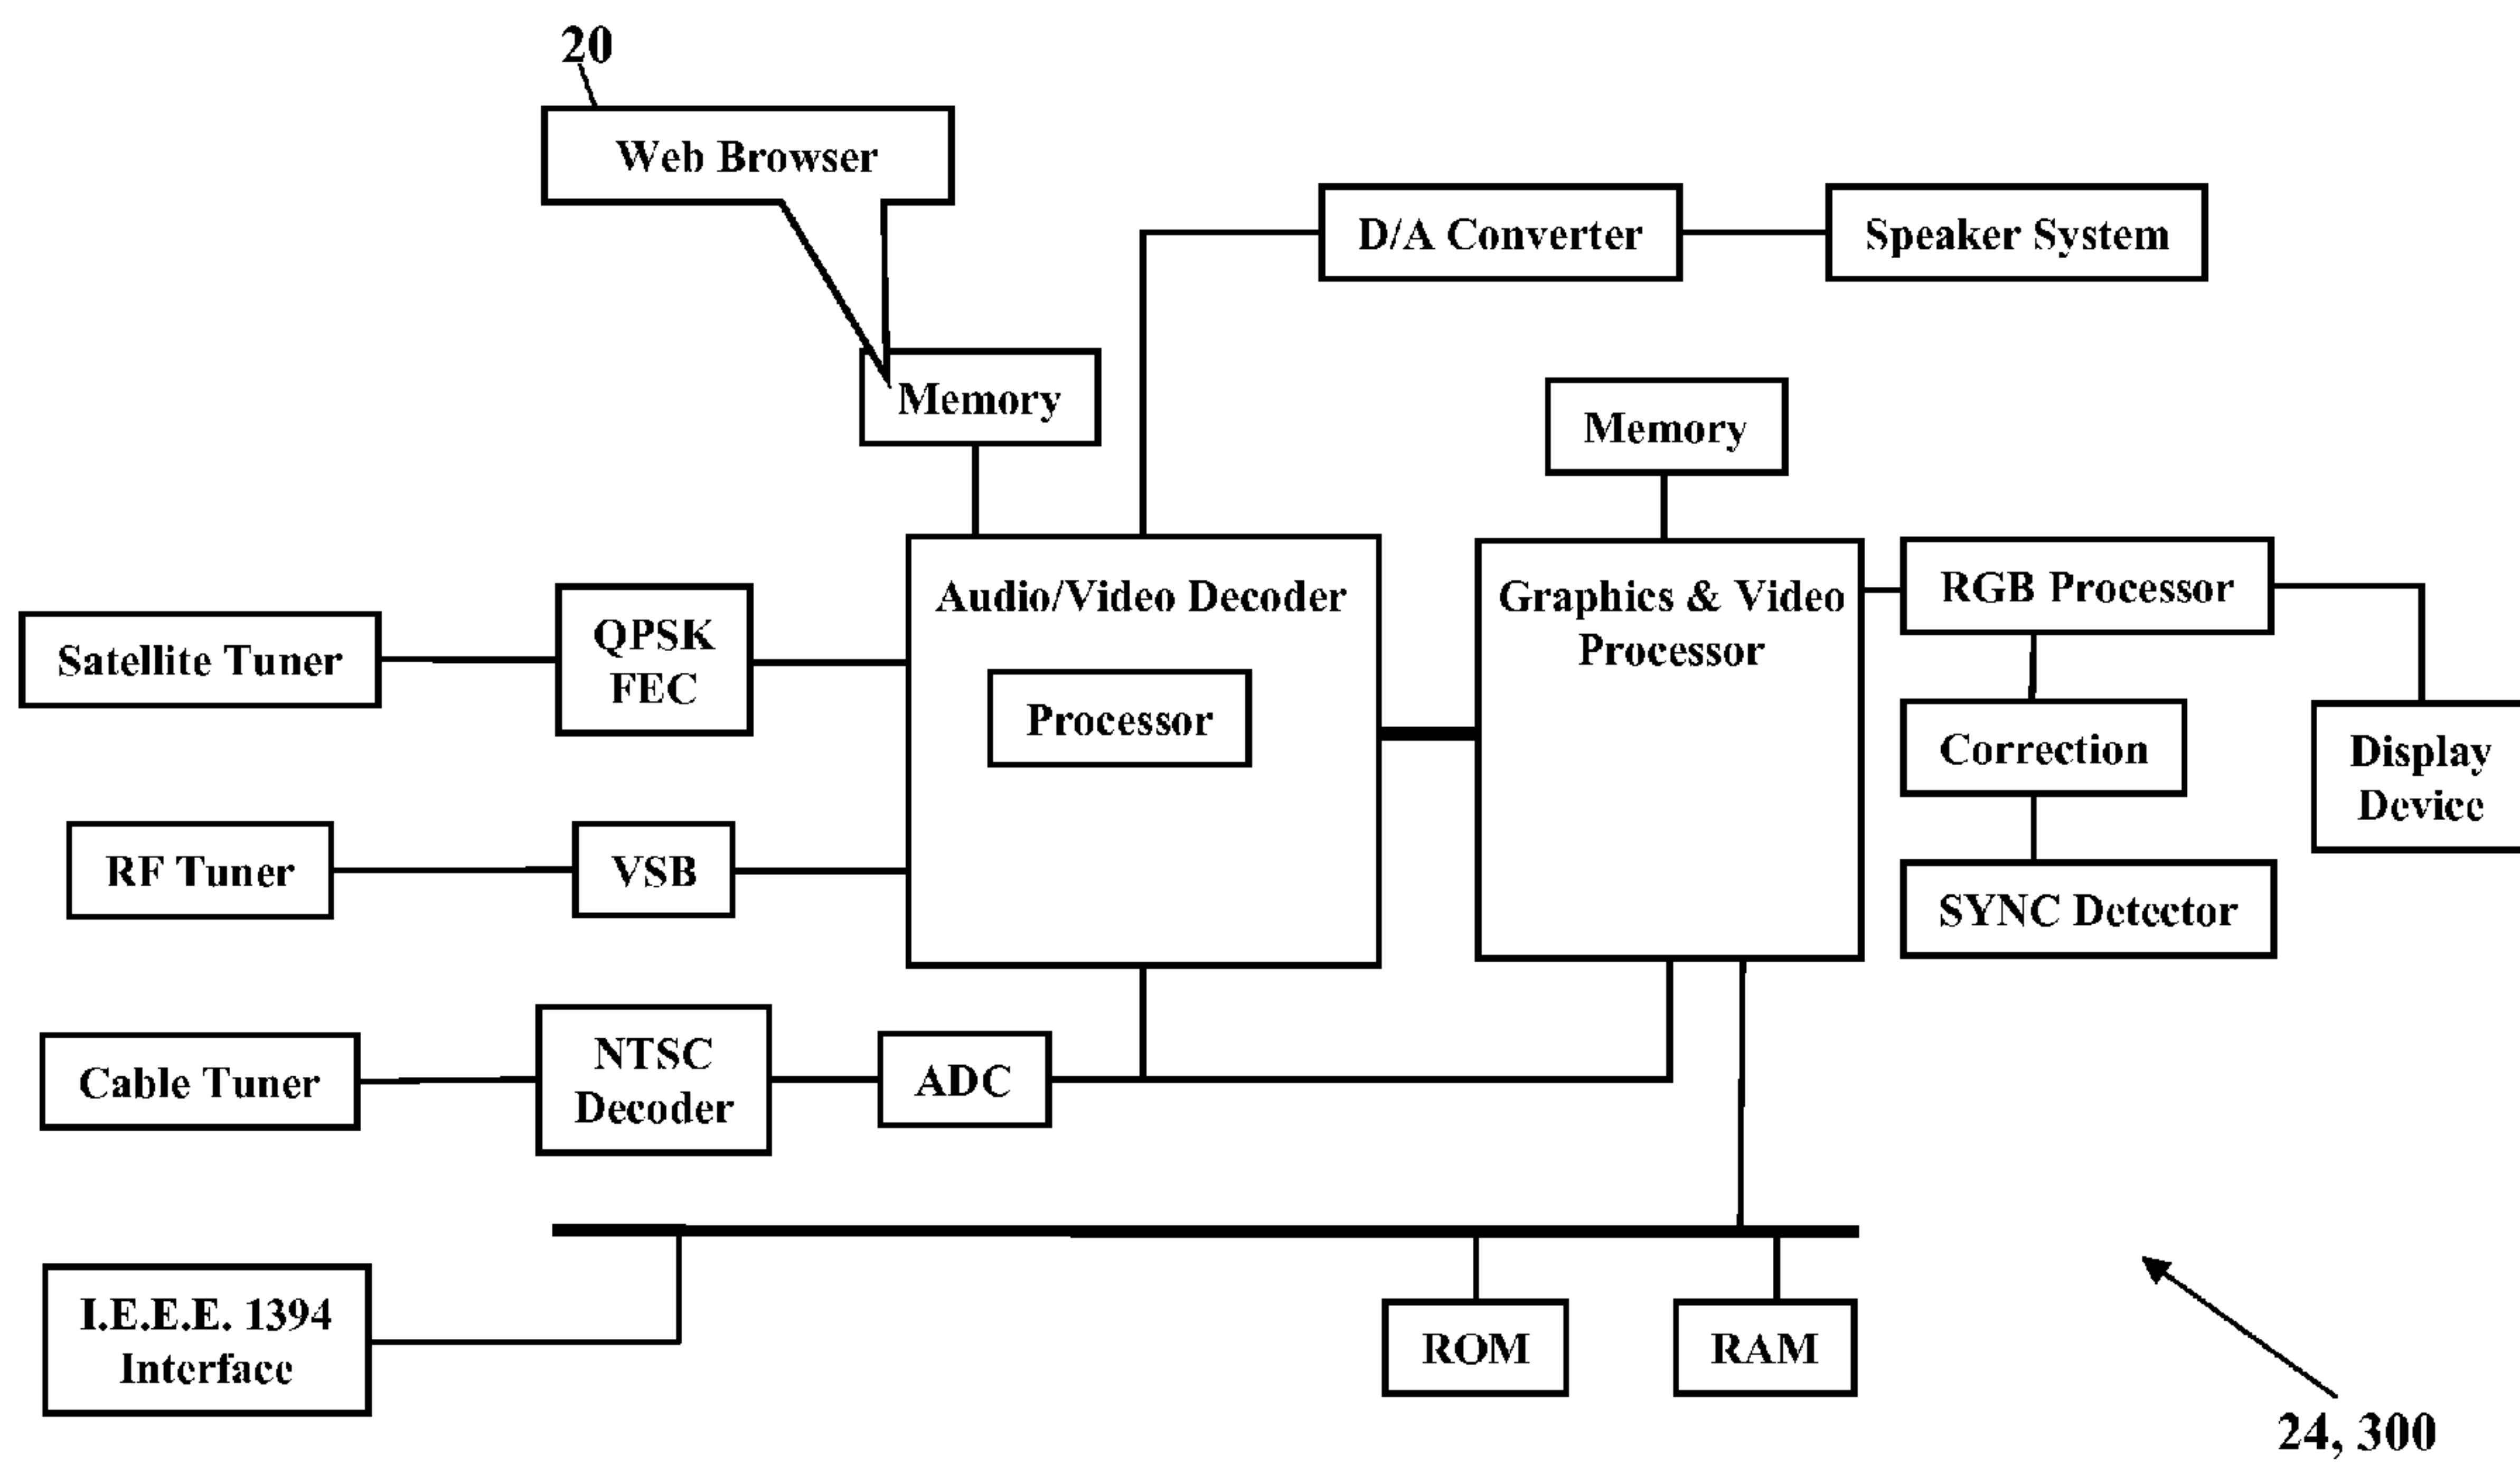 20
Web Browser
D/A Converter
Speaker System
Memory
Memory
Audio/Video Decoder
Processor
Graphics & Video
Processor
RGB Processor
Satellite Tuner
QPSK
FEC
Correction
Display
Device
RF Tuner
VSB
SYNC Detector
Cable Tuner
NTSC
Decoder
ADC
I.E.E.E. 1394
Interface
ROM
RAM
24, 300